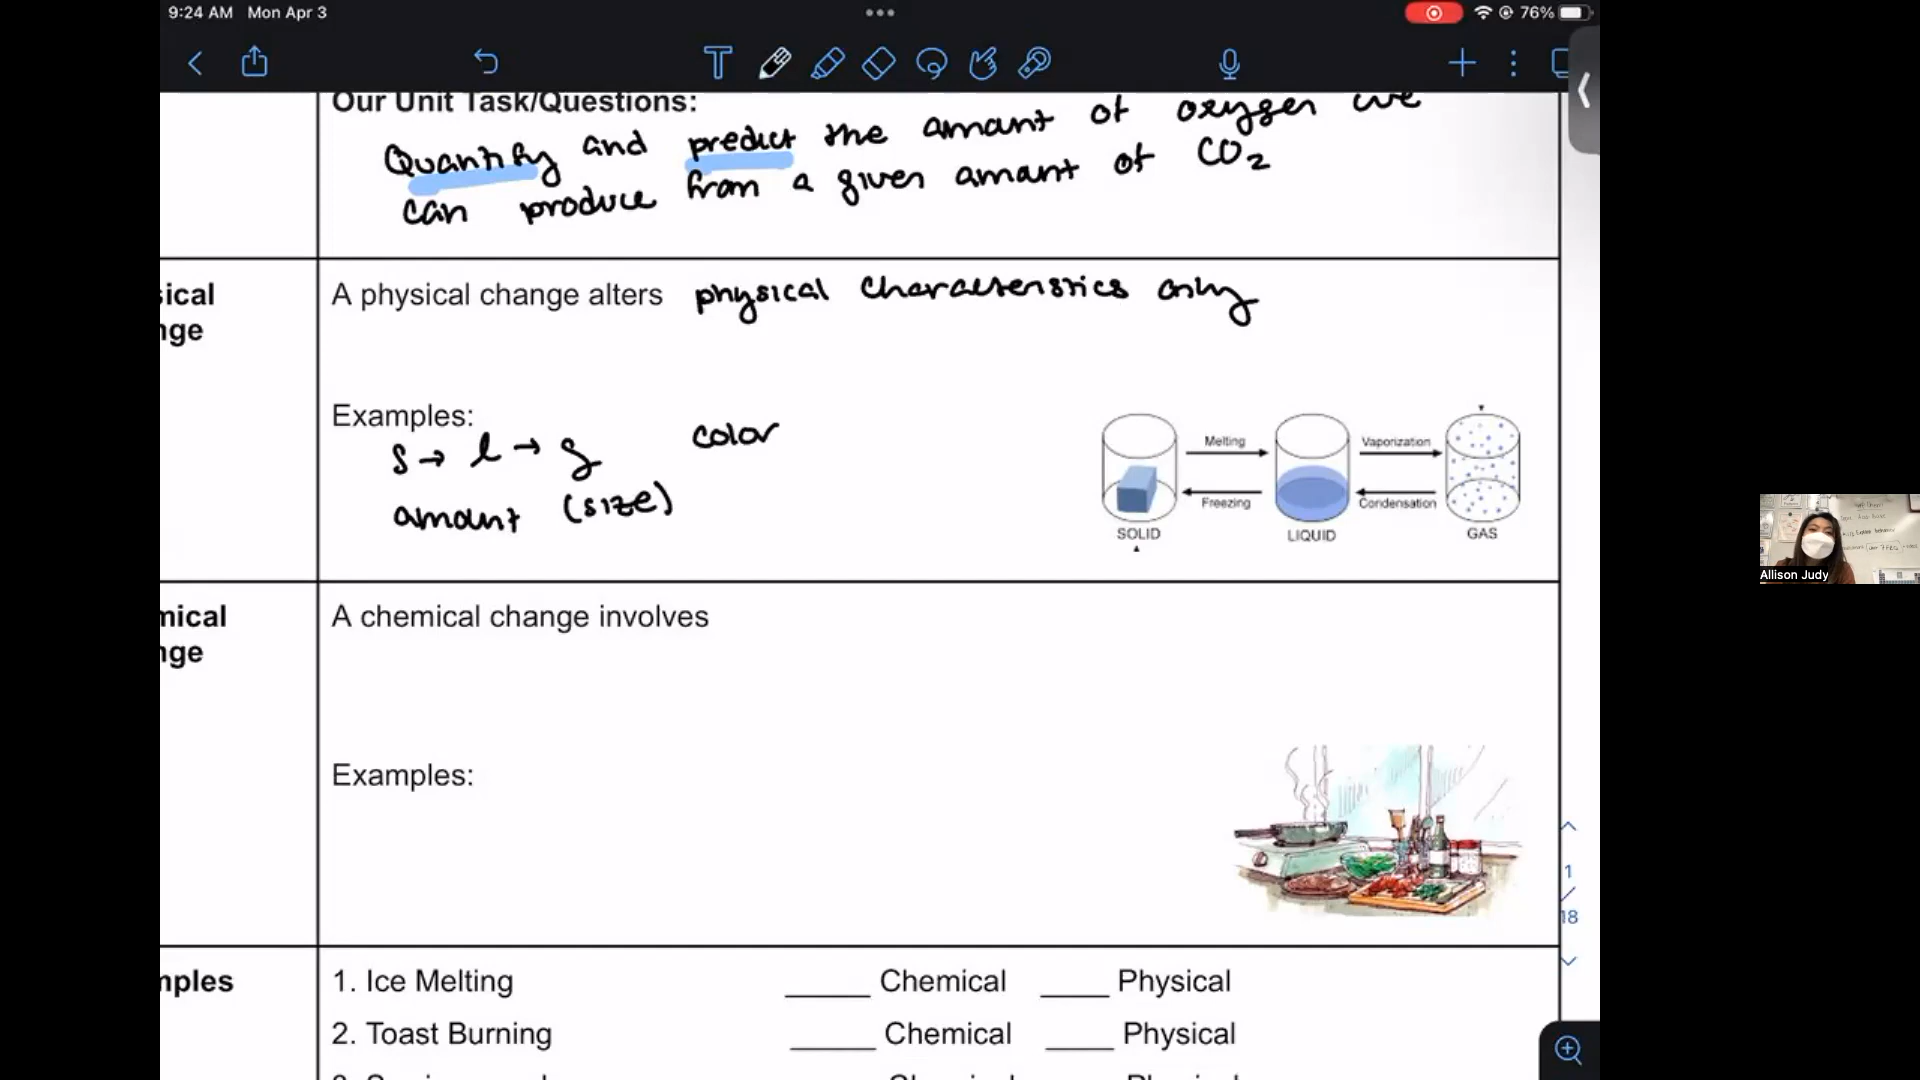 9:24 AM Mon Apr 3
76%
Our Unit Task/Questions:
Quantify and predict the amount of oxygen we
can produce from a given amount of CO2
sical
nge
A physical change alters physical characteristics only
Examples:
s → l → g
color
amount (size)
Melting
Vaporization
Freezing
Condensation
SOLID
LIQUID
GAS
mical
nge
A chemical change involves
Examples:
1
/
18
mples
1. Ice Melting _____ Chemical ____ Physical
2. Toast Burning _____ Chemical ____ Physical
Allison Judy